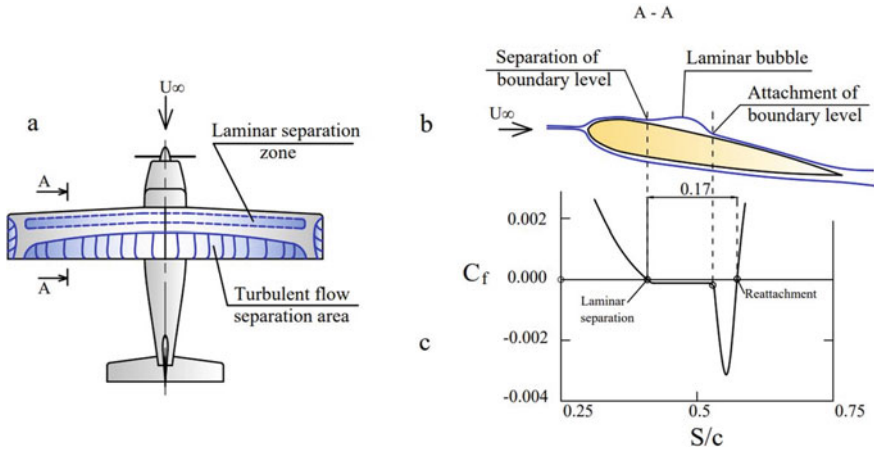 a
U∞
Laminar separation
zone
A
A
Turbulent flow
separation area
A - A
b
Separation of
boundary level
Laminar bubble
Attachment of
boundary level
U∞
c
0.17
0.002
0.000
-0.002
-0.004
Cf
Laminar
separation
Reattachment
0.25
0.5
0.75
S/c